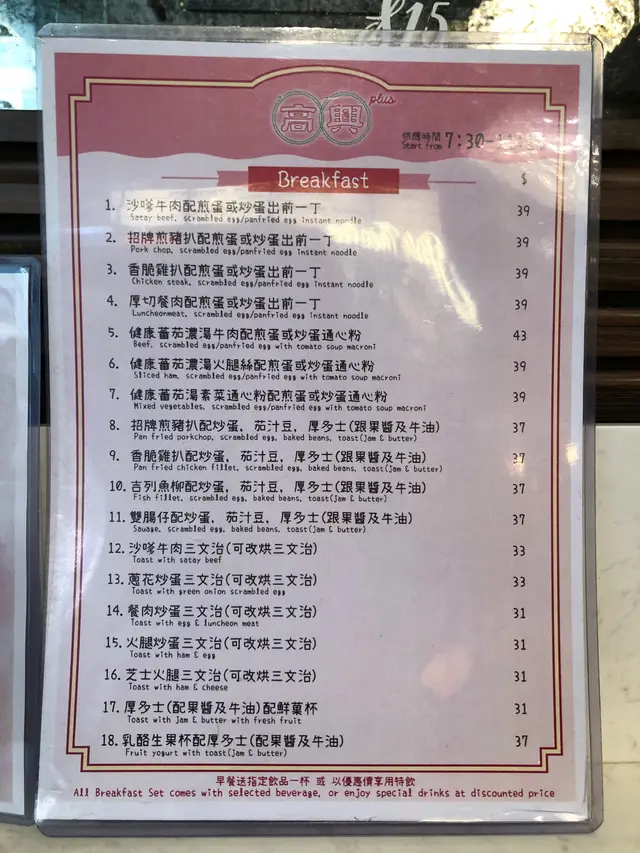 $15
高興
plus
供應時間
Start from 7:30-11:
Breakfast
$
1. 沙嗲牛肉配煎蛋或炒蛋出前一丁 39
Satay beef, scrambled egg/panfried egg instant noodle
2. 招牌煎豬扒配煎蛋或炒蛋出前一丁 39
Pork chop, scrambled egg/panfried egg instant noodle
3. 香脆雞扒配煎蛋或炒蛋出前一丁 39
Chicken steak, scrambled egg/panfried egg instant noodle
4. 厚切餐肉配煎蛋或炒蛋出前一丁 39
Luncheonmeat, scrambled egg/panfried egg instant noodle
5. 健康蕃茄濃湯牛肉配煎蛋或炒蛋通心粉 43
Beef, scrambled egg/panfried egg with tomato soup macroni
6. 健康蕃茄濃湯火腿絲配煎蛋或炒蛋通心粉 39
Sliced ham, scrambled egg/panfried egg with tomato soup macroni
7. 健康蕃茄湯素菜通心粉配煎蛋或炒蛋通心粉 39
Mixed vegetables, scrambled egg/panfried egg with tomato soup macroni
8. 招牌煎豬扒配炒蛋, 茄汁豆, 厚多士(跟果醬及牛油) 37
Pan fried porkchop, scrambled egg, baked beans, toast(jam & butter)
9. 香脆雞扒配炒蛋, 茄汁豆, 厚多士(跟果醬及牛油) 37
Pan fried chicken fillet, scrambled egg, baked beans, toast(jam & butter)
10. 吉列魚柳配炒蛋, 茄汁豆, 厚多士(跟果醬及牛油) 37
Fish fillet, scrambled egg, baked beans, toast(jam & butter)
11. 雙腸仔配炒蛋, 茄汁豆, 厚多士(跟果醬及牛油) 37
Sauage, scrambled egg, baked beans, toast(jam & butter)
12. 沙嗲牛肉三文治(可改烘三文治) 33
Toast with satay beef
13. 蔥花炒蛋三文治(可改烘三文治) 33
Toast with green onion scrambled egg
14. 餐肉炒蛋三文治(可改烘三文治) 31
Toast with egg & luncheon meat
15. 火腿炒蛋三文治(可改烘三文治) 31
Toast with ham & egg
16. 芝士火腿三文治(可改烘三文治) 31
Toast with ham & cheese
17. 厚多士(配果醬及牛油)配鮮菓杯 31
Toast with jam & butter with fresh fruit
18. 乳酪生果杯配厚多士(配果醬及牛油) 37
Fruit yogurt with toast(jam & butter)
早餐送指定飲品一杯 或 以優惠價享用特飲
All Breakfast Set comes with selected beverage, or enjoy special drinks at discounted price